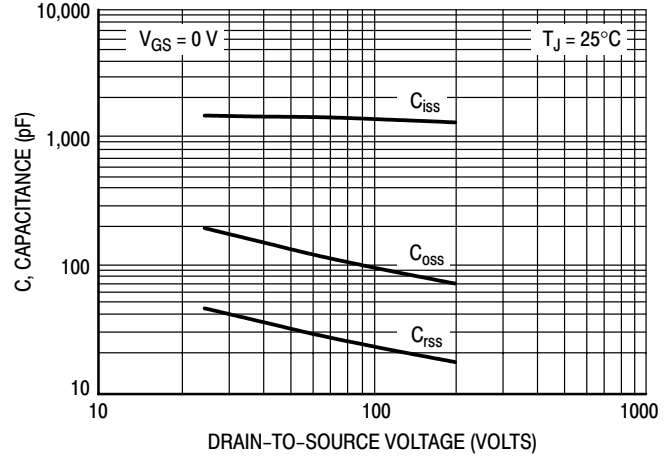 10,000
V_GS = 0 V
T_J = 25°C
C_iss
1,000
C, CAPACITANCE (pF)
C_oss
100
C_rss
10
10
100
1000
DRAIN-TO-SOURCE VOLTAGE (VOLTS)